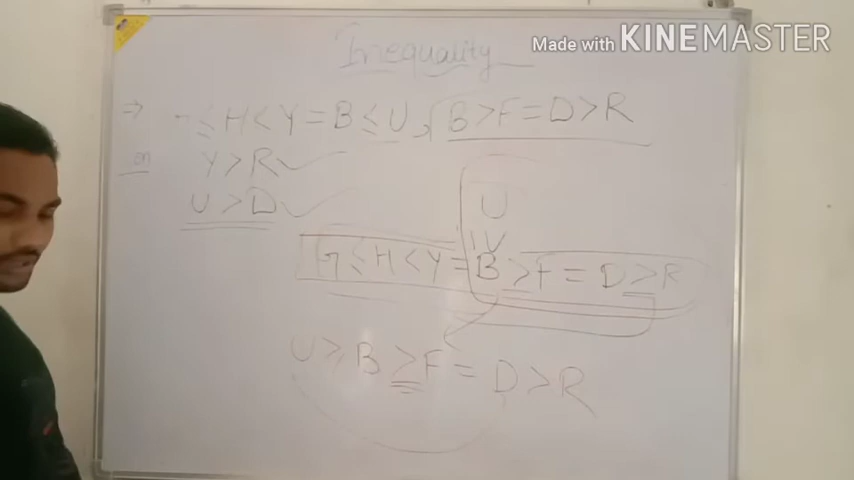 Inequality
Made with KINEMASTER
→ ≤ H < Y = B ≤ U, B > F = D > R
Y > R ✓
U > D ✓
U
≤ H < Y = B > F = D > R
U ≥ B > F = D > R